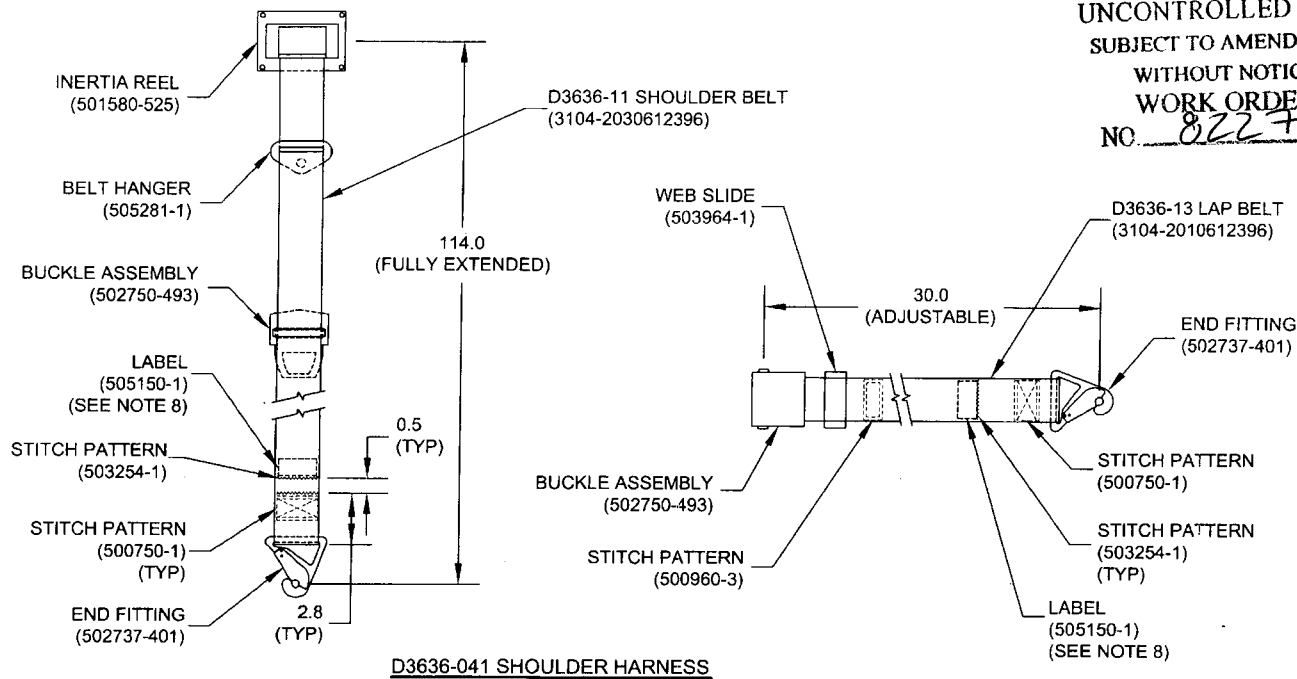 UNCONTROLLED
SUBJECT TO AMEND
WITHOUT NOTIC
WORK ORDE
NO. 8227
INERTIA REEL
(501580-525)
D3636-11 SHOULDER BELT
(3104-2030612396)
BELT HANGER
(505281-1)
114.0
(FULLY EXTENDED)
BUCKLE ASSEMBLY
(502750-493)
LABEL
(505150-1)
(SEE NOTE 8)
0.5
(TYP)
STITCH PATTERN
(503254-1)
STITCH PATTERN
(500750-1)
(TYP)
END FITTING
(502737-401)
2.8
(TYP)
WEB SLIDE
(503964-1)
D3636-13 LAP BELT
(3104-2010612396)
30.0
(ADJUSTABLE)
END FITTING
(502737-401)
BUCKLE ASSEMBLY
(502750-493)
STITCH PATTERN
(500750-1)
STITCH PATTERN
(500960-3)
STITCH PATTERN
(503254-1)
(TYP)
LABEL
(505150-1)
(SEE NOTE 8)
D3636-041 SHOULDER HARNESS